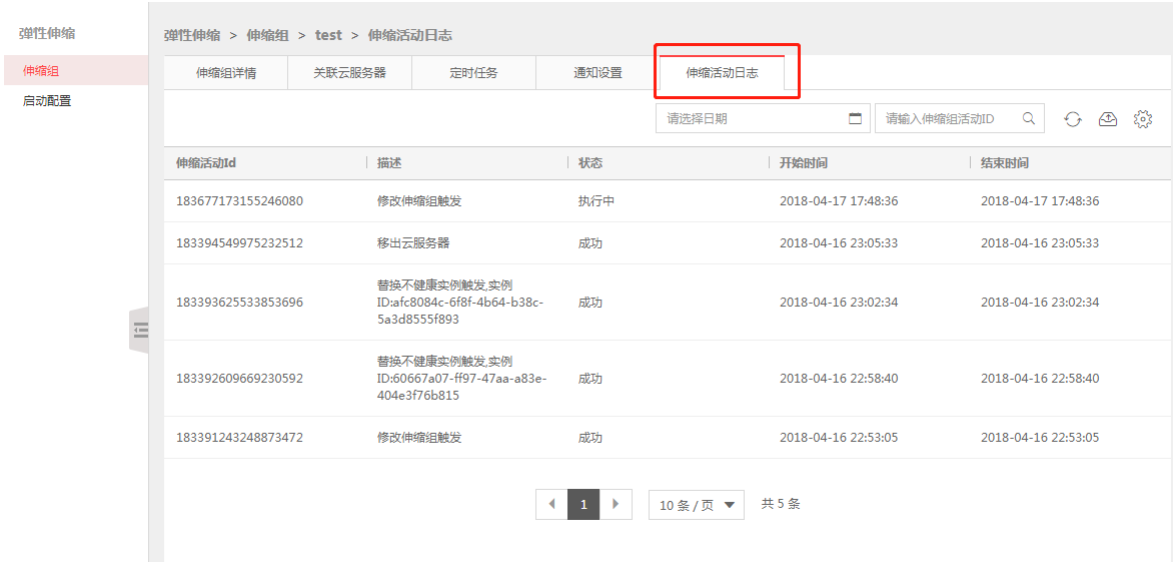 弹性伸缩
伸缩组
启动配置
弹性伸缩 > 伸缩组 > test > 伸缩活动日志
伸缩组详情 关联云服务器 定时任务 通知设置 伸缩活动日志
请选择日期 请输入伸缩组活动ID
伸缩活动Id 描述 状态 开始时间 结束时间
183677173155246080 修改伸缩组触发 执行中 2018-04-17 17:48:36 2018-04-17 17:48:36
183394549975232512 移出云服务器 成功 2018-04-16 23:05:33 2018-04-16 23:05:33
替换不健康实例触发,实例
183393625533853696 ID:afc8084c-6f8f-4b64-b38c- 成功 2018-04-16 23:02:34 2018-04-16 23:02:34
5a3d8555f893
替换不健康实例触发,实例
183392609669230592 ID:60667a07-ff97-47aa-a83e- 成功 2018-04-16 22:58:40 2018-04-16 22:58:40
404e3f76b815
183391243248873472 修改伸缩组触发 成功 2018-04-16 22:53:05 2018-04-16 22:53:05
1 10 条 / 页 共 5 条